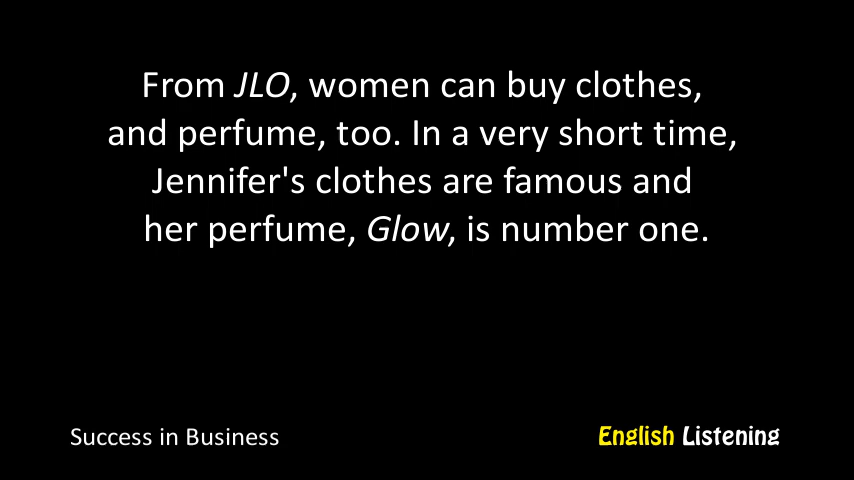 From JLO, women can buy clothes,
and perfume, too. In a very short time,
Jennifer's clothes are famous and
her perfume, Glow, is number one.
Success in Business
English Listening